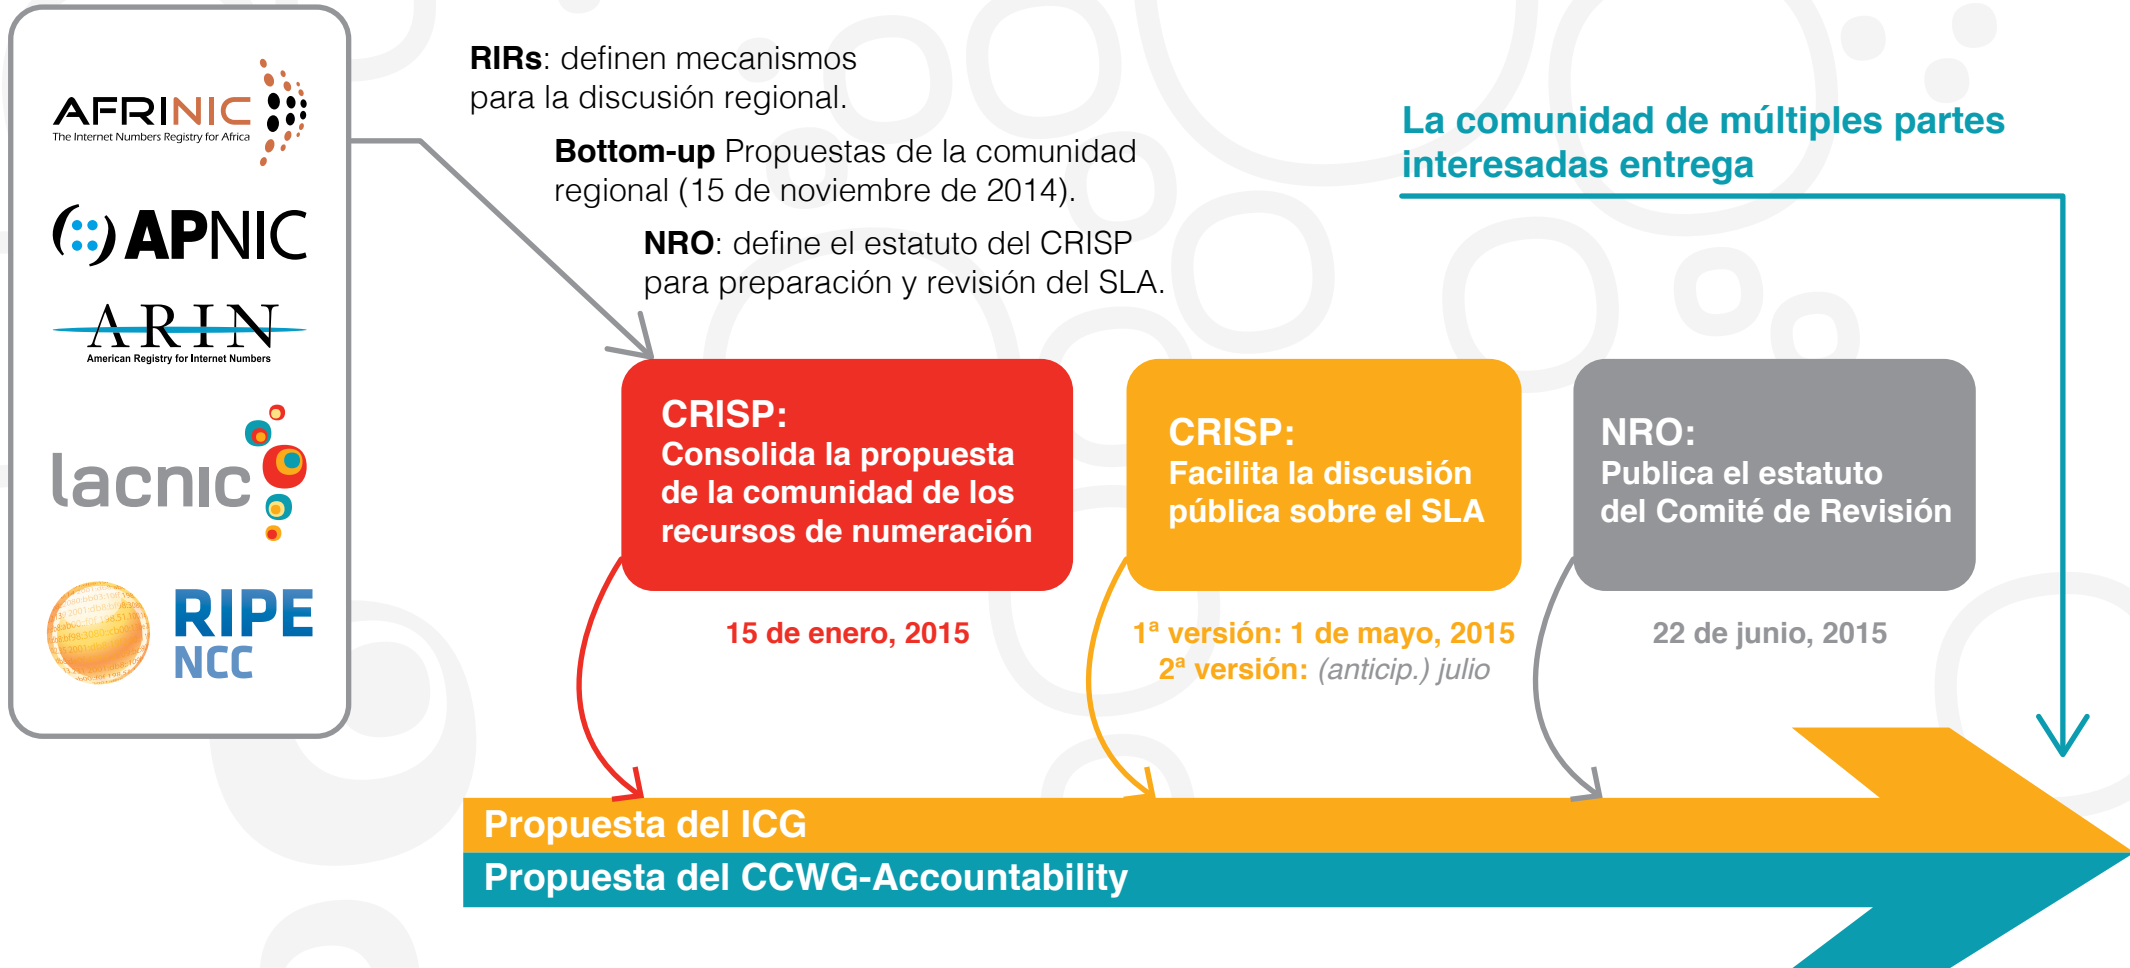 AFRINIC
The Internet Numbers Registry for Africa
APNIC
ARIN
American Registry for Internet Numbers
lacnic
RIPE
NCC
RIRs: definen mecanismos
para la discusión regional.
Bottom-up Propuestas de la comunidad
regional (15 de noviembre de 2014).
NRO: define el estatuto del CRISP
para preparación y revisión del SLA.
La comunidad de múltiples partes
interesadas entrega
CRISP:
Consolida la propuesta
de la comunidad de los
recursos de numeración
15 de enero, 2015
CRISP:
Facilita la discusión
pública sobre el SLA
1ª versión: 1 de mayo, 2015
2ª versión: (anticip.) julio
NRO:
Publica el estatuto
del Comité de Revisión
22 de junio, 2015
Propuesta del ICG
Propuesta del CCWG-Accountability